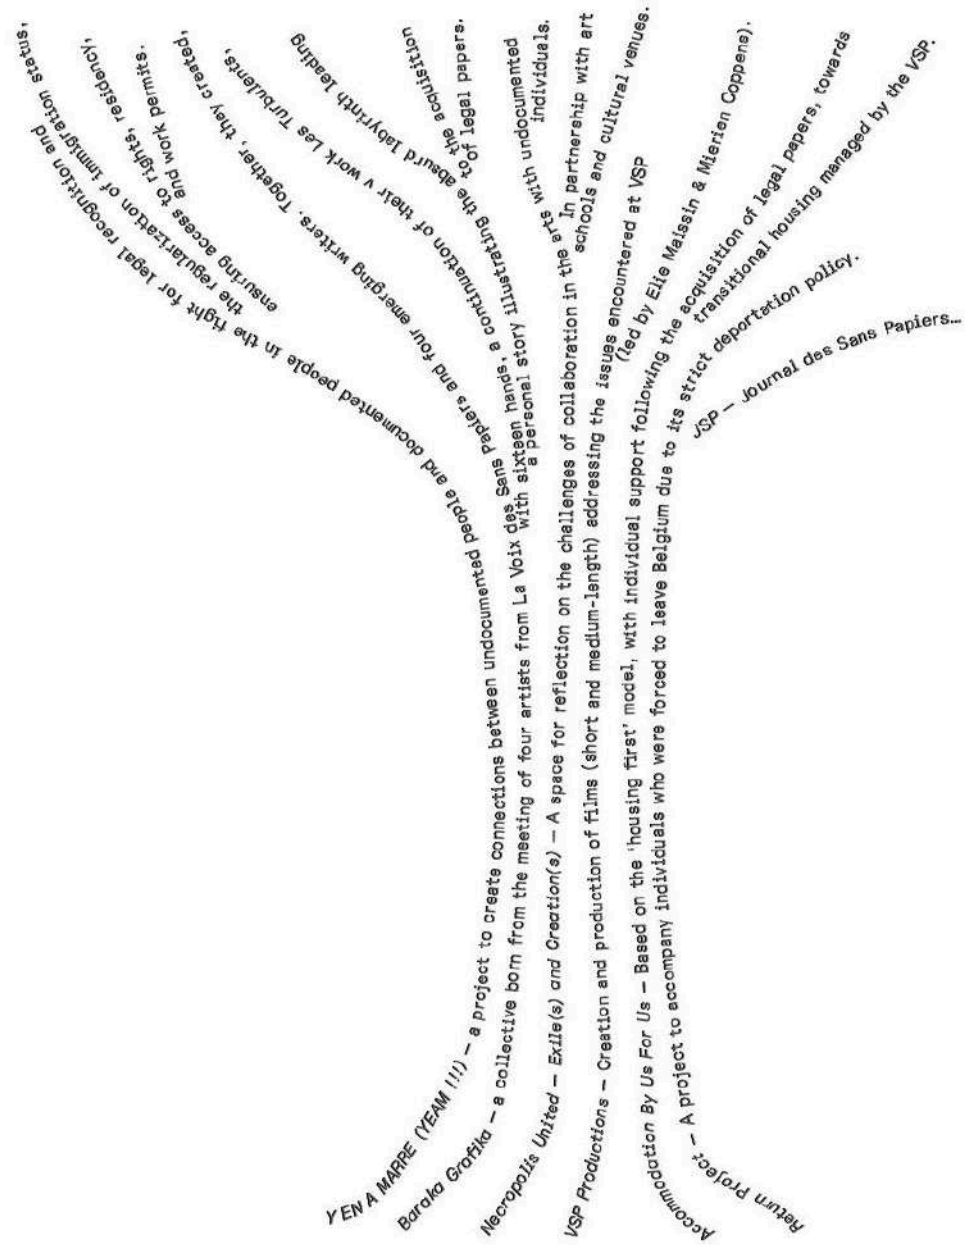 Y EN A MARRE (YEAM !!!) — a project to create connections between undocumented people and documented people in the fight for legal recognition and
the regularization of immigration status,
ensuring access to rights, residency,
and work permits.
Baraka Grafika — a collective born from the meeting of four artists from La Voix des Sans Papiers and four emerging writers. Together, they created,
with sixteen hands, a continuation of their v work Les Turbulents,
a personal story illustrating the absurd labyrinth leading
to the acquisition
of legal papers.
Necropolis United — Exile(s) and Creation(s) — A space for reflection on the challenges of collaboration in the arts with undocumented
individuals.
In partnership with art
schools and cultural venues.
VSP Productions — Creation and production of films (short and medium-length) addressing the issues encountered at VSP
(led by Elie Maissin & Mierien Coppens).
Accommodation By Us For Us — Based on the 'housing first' model, with individual support following the acquisition of legal papers, towards
transitional housing managed by the VSP.
Return Project — A project to accompany individuals who were forced to leave Belgium due to its strict deportation policy.
JSP — Journal des Sans Papiers…